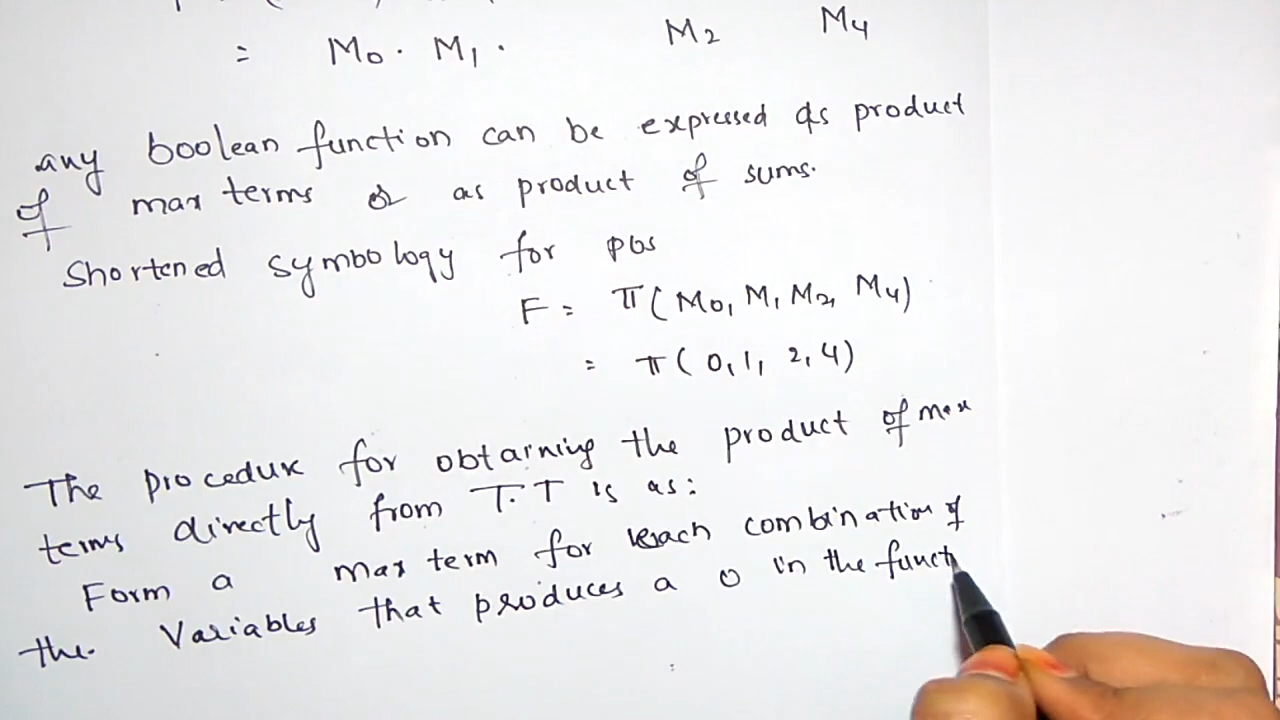 = M0 . M1 . M2 M4
any boolean function can be expressed as product
of max terms or as product of sums.
Shortened symbology for pos
F = π(M0, M1 M2, M4)
= π(0,1, 2,4)
The procedure for obtaining the product of max
terms directly from T.T is as:
Form a max term for each combination of
the. Variables that produces a 0 in the funct